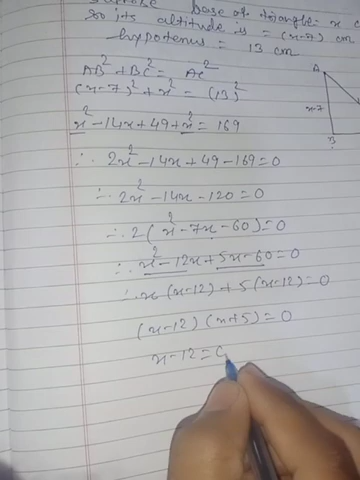 Suppose base of triangle = x c
So its altitude is = (x-7) cm
hypotenus = 13 cm
AB² + BC² = AC²
(x-7)² + x² = (13)²
x² - 14x + 49 + x² = 169
∴ 2x² - 14x + 49 - 169 = 0
∴ 2x² - 14x - 120 = 0
∴ 2(x² - 7x - 60) = 0
∴ x² - 12x + 5x - 60 = 0
∴ x(x-12) + 5(x-12) = 0
(x-12) (x+5) = 0
x - 12 = 0
A
x-7
B